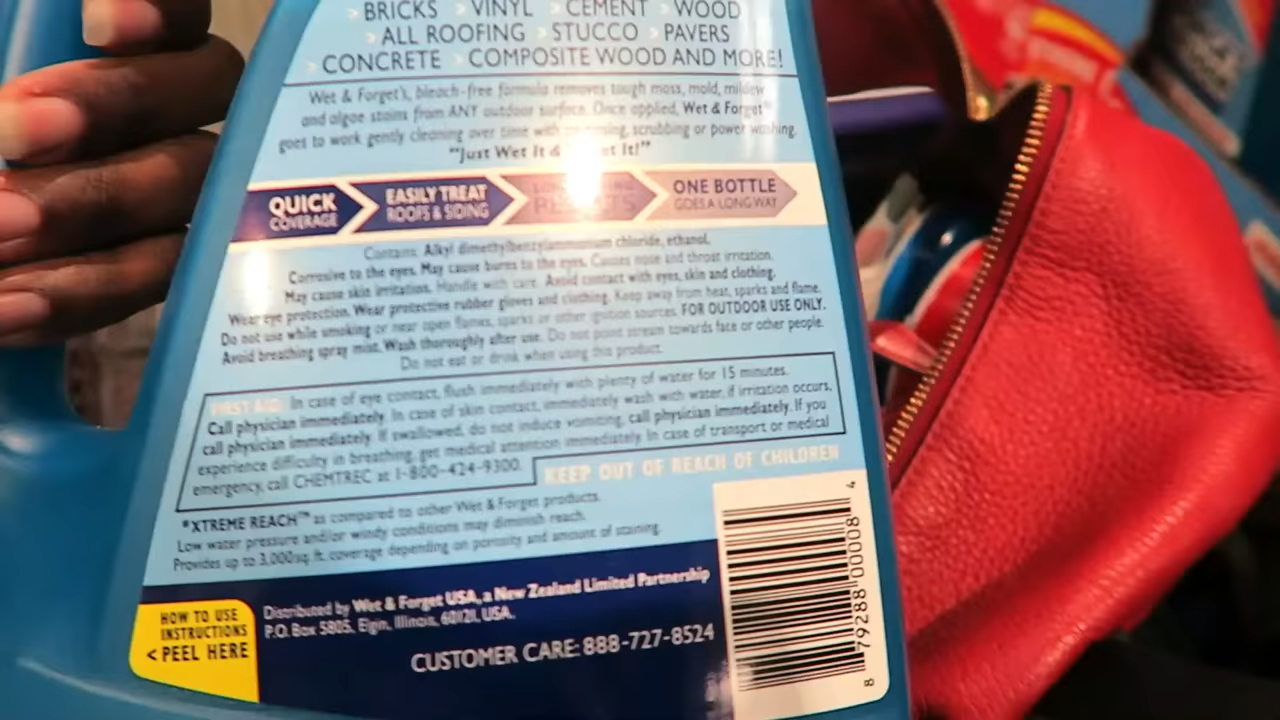 > BRICKS > VINYL > CEMENT > WOOD
> ALL ROOFING > STUCCO > PAVERS
> CONCRETE > COMPOSITE WOOD AND MORE!
Wet & Forget's, bleach-free formula removes tough moss, mold, mildew
and algae stains from ANY outdoor surface. Once applied, Wet & Forget®
goes to work gently cleaning over time with scrubbing or power washing.
"Just Wet It & It!"
QUICK
COVERAGE
EASILY TREAT
ROOFS & SIDING
ONE BOTTLE
GOES A LONG WAY
Contains: Alkyl dimethylbenzylammonium chloride, ethanol.
Corrosive to the eyes. May cause burns to the eyes. Causes nose and throat irritation.
May cause skin irritation. Handle with care. Avoid contact with eyes, skin and clothing.
Wear eye protection. Wear protective rubber gloves and clothing. Keep away from heat, sparks and flame.
Do not use while smoking or near open flames, sparks or other ignition sources. FOR OUTDOOR USE ONLY.
Avoid breathing spray mist. Wash thoroughly after use. Do not point stream towards face or other people.
Do not eat or drink when using this product.
FIRST AID: In case of eye contact, flush immediately with plenty of water for 15 minutes.
Call physician immediately. In case of skin contact, immediately wash with water, if irritation occurs,
call physician immediately. If swallowed, do not induce vomiting, call physician immediately. If you
experience difficulty in breathing, get medical attention immediately. In case of transport or medical
emergency, call CHEMTREC at 1-800-424-9300.
KEEP OUT OF REACH OF CHILDREN
*XTREME REACH™ as compared to other Wet & Forget products.
Low water pressure and/or windy conditions may diminish reach.
Provides up to 3,000sq. ft. coverage depending on porosity and amount of staining.
HOW TO USE
INSTRUCTIONS
< PEEL HERE
Distributed by Wet & Forget USA, a New Zealand Limited Partnership
P.O. Box 5805, Elgin, Illinois, 60121, USA.
CUSTOMER CARE: 888-727-8524
8 79288 00008 4